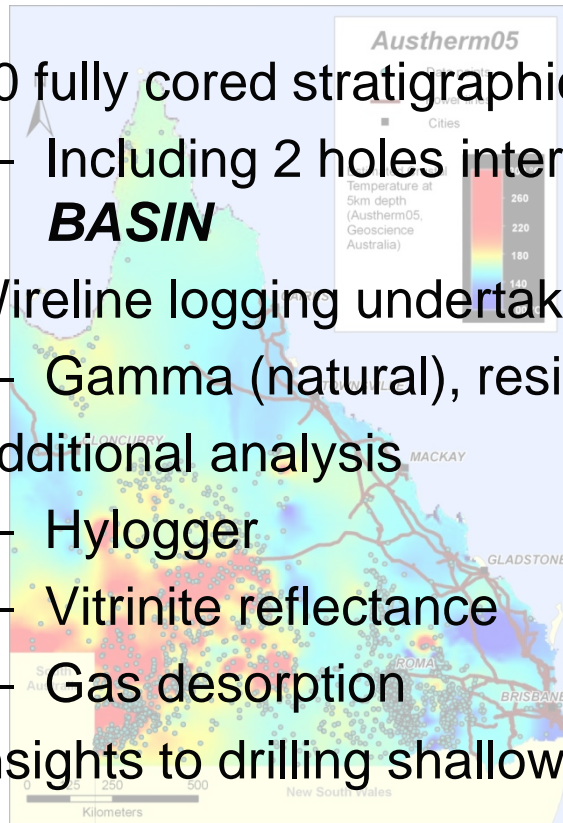 Austherm05
0 fully cored stratigraphi
Cities
– Including 2 holes inter
Temperature at
5km depth
(Austherm05,
Geoscience
Australia)
260
220
180
140
BASIN
Wireline logging undertak
– Gamma (natural), resi
CLONCURRY
dditional analysis
MACKAY
– Hylogger
GLADSTONE
– Vitrinite reflectance
ROMA
– Gas desorption
BRISBANE
nsights to drilling shallow
0 125 250 500
Kilometers
New South Wales